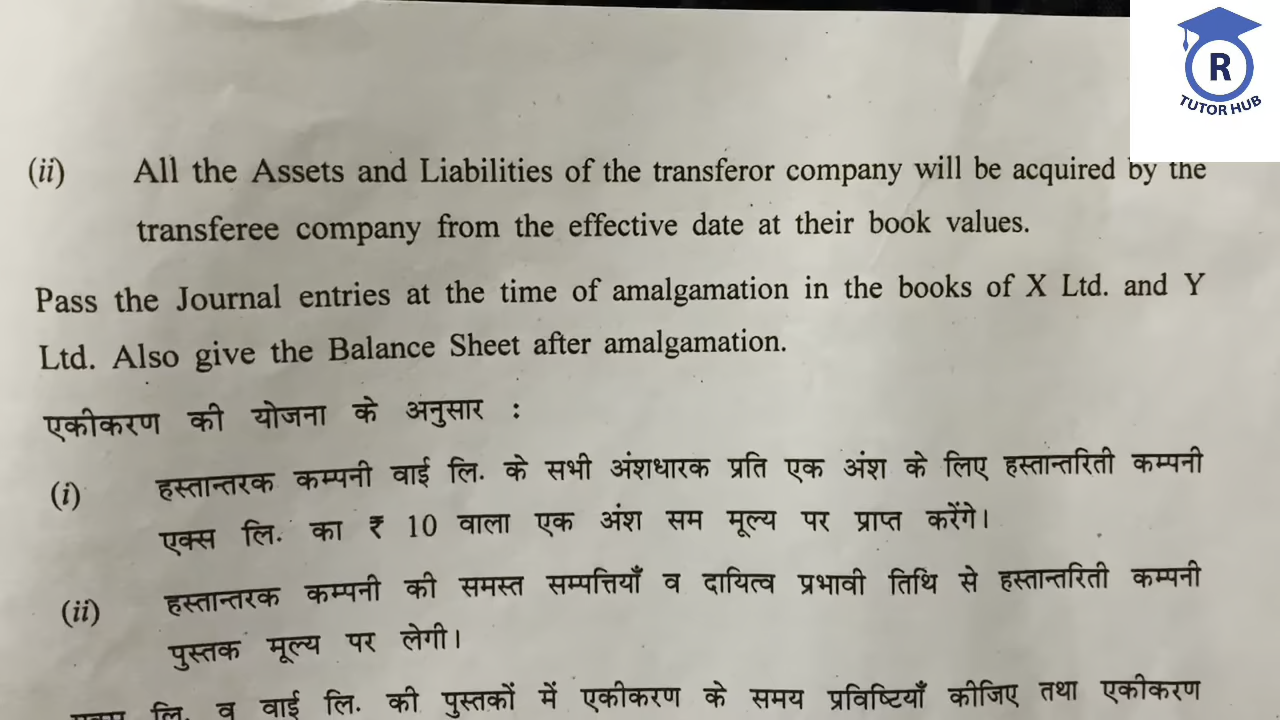 R
TUTOR HUB
(ii) All the Assets and Liabilities of the transferor company will be acquired by the
transferee company from the effective date at their book values.
Pass the Journal entries at the time of amalgamation in the books of X Ltd. and Y
Ltd. Also give the Balance Sheet after amalgamation.
एकीकरण की योजना के अनुसार :
(i) हस्तान्तरक कम्पनी वाई लि. के सभी अंशधारक प्रति एक अंश के लिए हस्तान्तरिती कम्पनी
एक्स लि. का ₹ 10 वाला एक अंश सम मूल्य पर प्राप्त करेंगे।
(ii) हस्तान्तरक कम्पनी की समस्त सम्पत्तियाँ व दायित्व प्रभावी तिथि से हस्तान्तरिती कम्पनी
पुस्तक मूल्य पर लेगी।
लि. व वाई लि. की पुस्तकों में एकीकरण के समय प्रविष्टियाँ कीजिए तथा एकीकरण